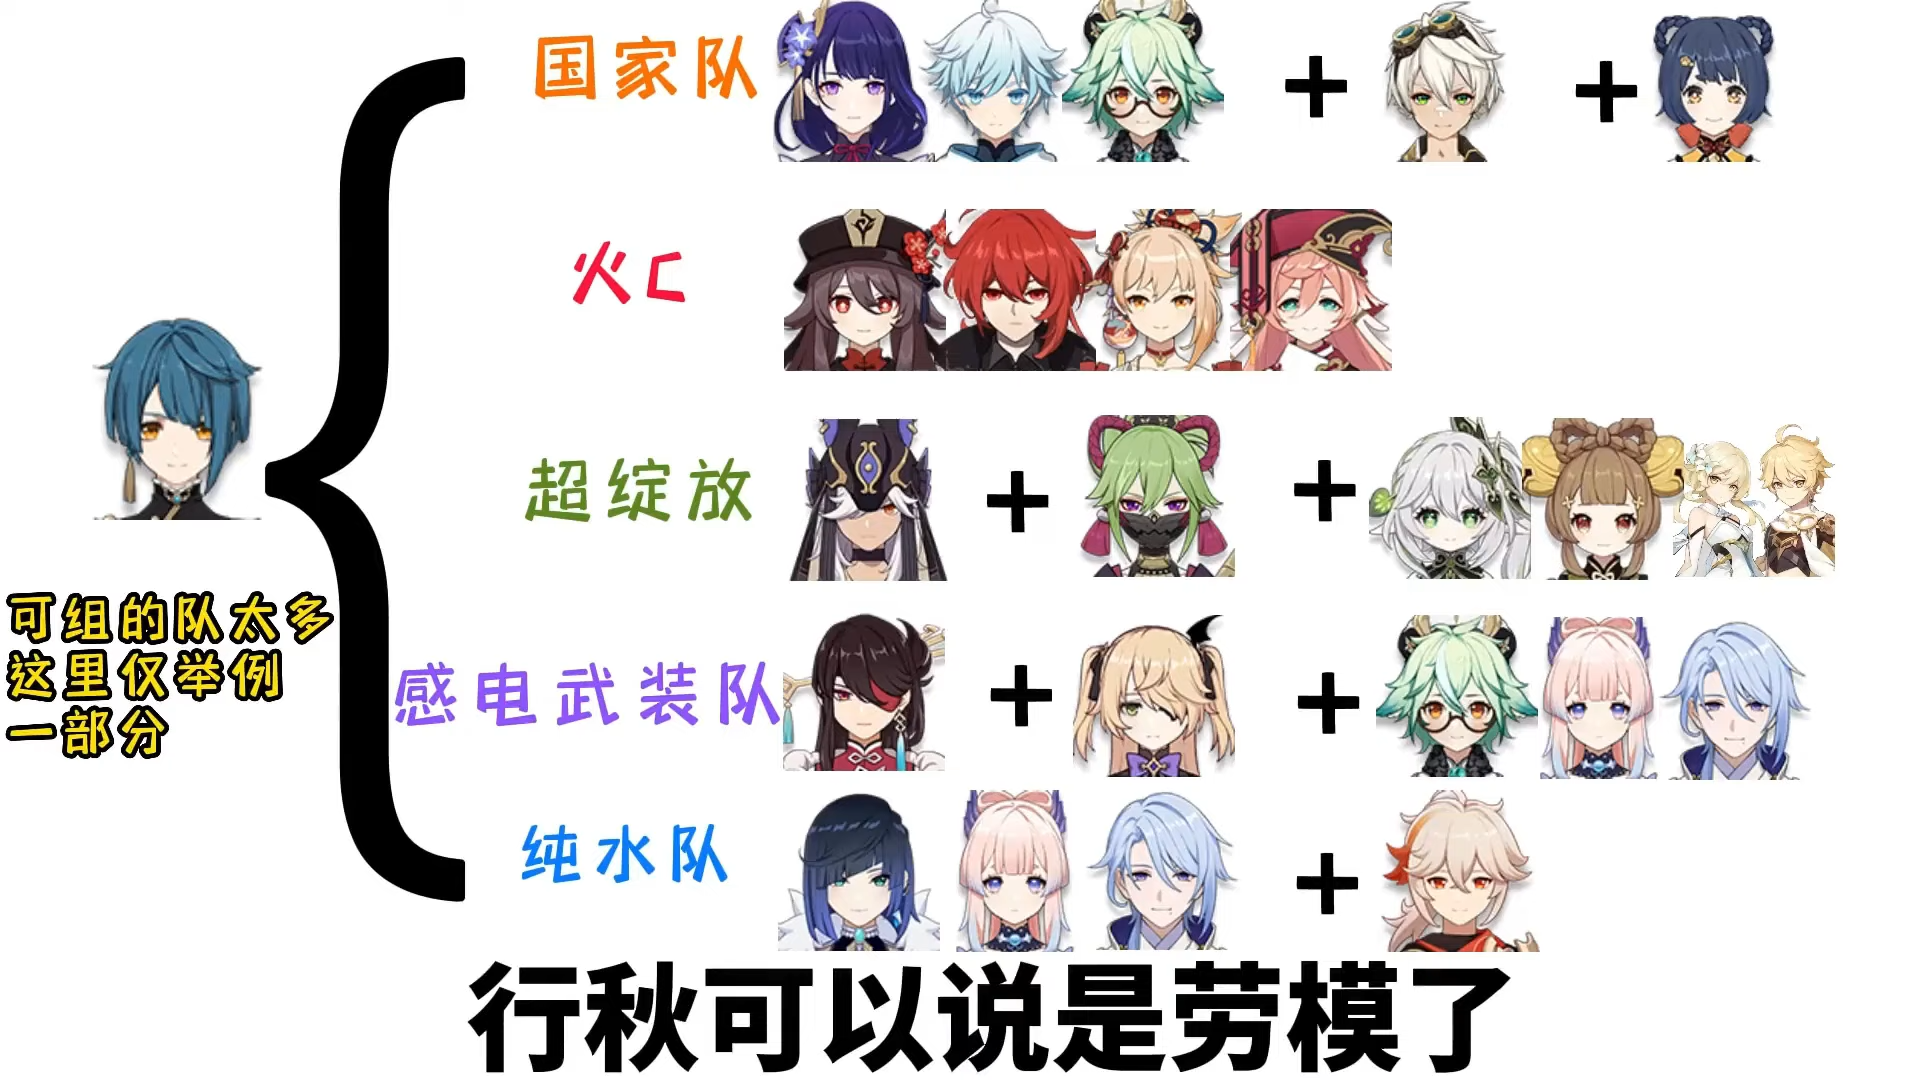 国家队
火C
超绽放
感电武装队
纯水队
可组的队太多
这里仅举例
一部分
行秋可以说是劳模了